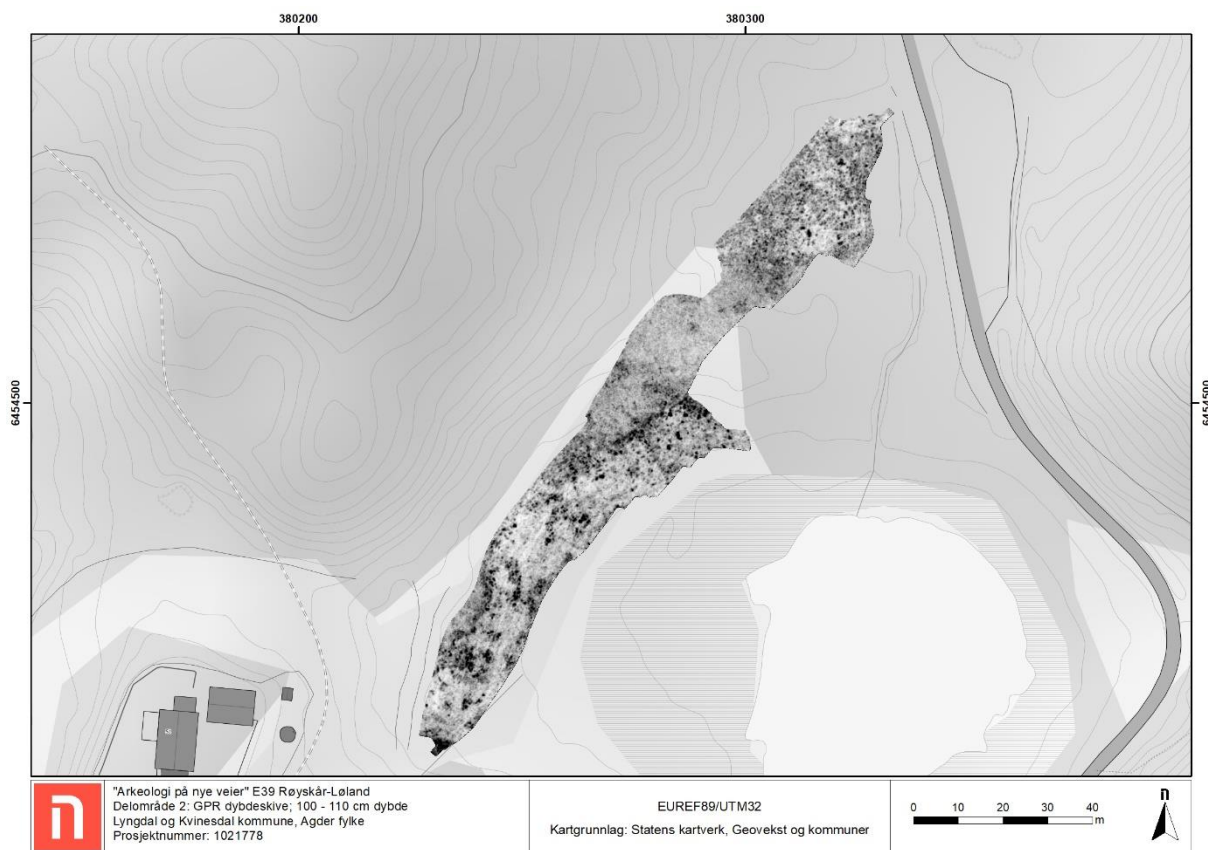 380200
380300
6454500
6454500
"Arkeologi på nye veier" E39 Røyskår-Løland
Delområde 2: GPR dybdeskive; 100 - 110 cm dybde
Lyngdal og Kvinesdal kommune, Agder fylke
Prosjektnummer: 1021778
EUREF89/UTM32
Kartgrunnlag: Statens kartverk, Geovekst og kommuner
0 10 20 30 40
m
n